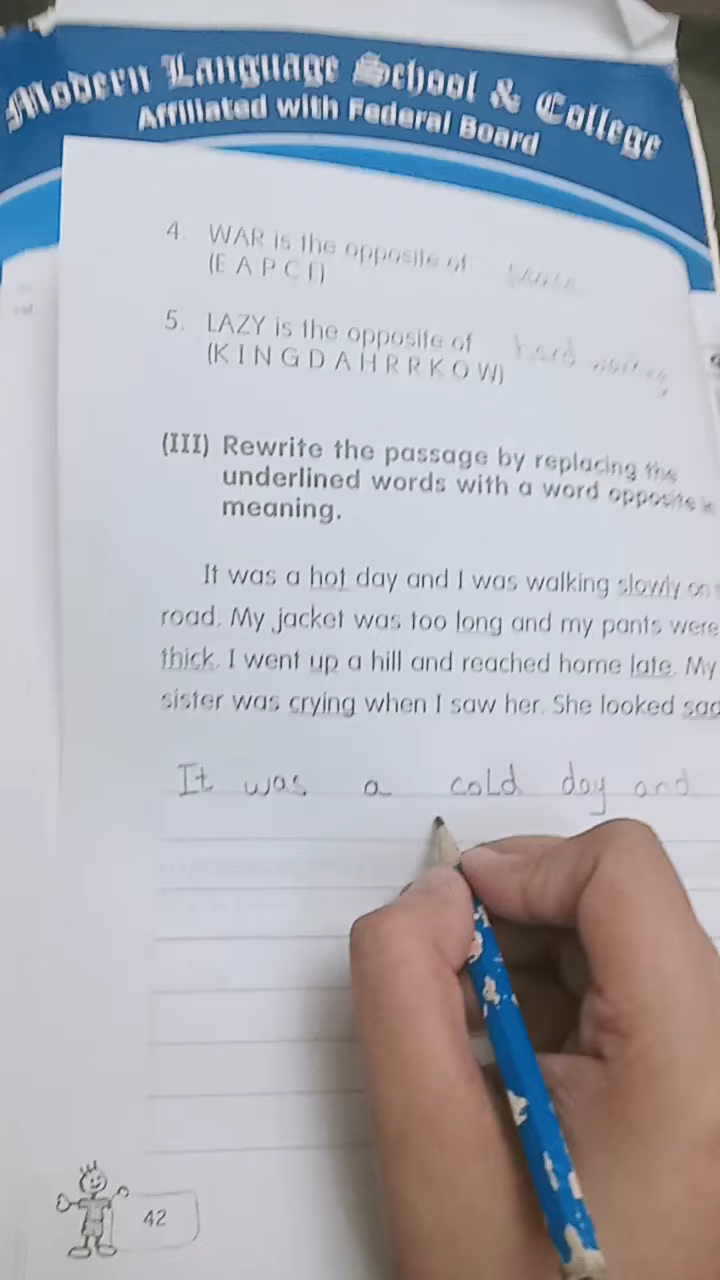 Modern Language School & College
Affiliated with Federal Board
4. WAR is the opposite of
(E A P C E)
5. LAZY is the opposite of hard working
(K I N G D A H R R K O W)
(III) Rewrite the passage by replacing the
underlined words with a word opposite in
meaning.
It was a hot day and I was walking slowly on
road. My jacket was too long and my pants were
thick. I went up a hill and reached home late. My
sister was crying when I saw her. She looked sad
It was a cold day and
42